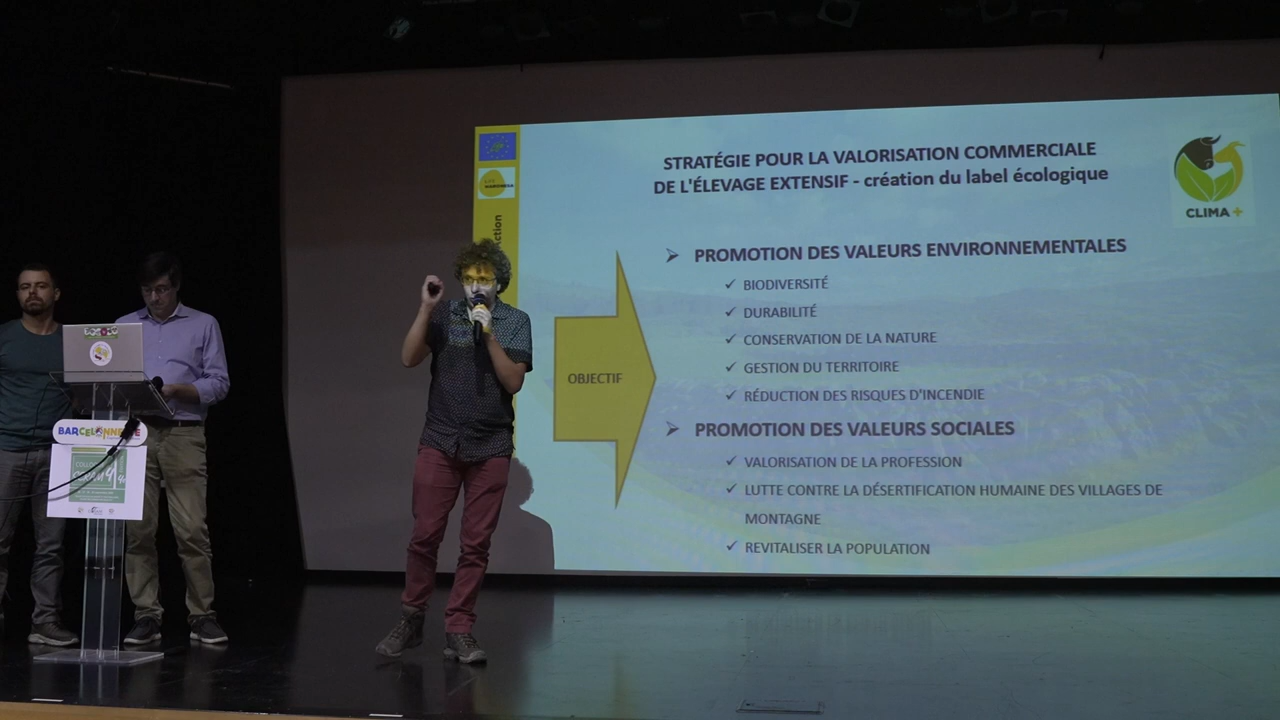 STRATÉGIE POUR LA VALORISATION COMMERCIALE
DE L'ÉLEVAGE EXTENSIF - création du label écologique
CLIMA +
PROMOTION DES VALEURS ENVIRONNEMENTALES
BIODIVERSITÉ
DURABILITÉ
CONSERVATION DE LA NATURE
GESTION DU TERRITOIRE
RÉDUCTION DES RISQUES D'INCENDIE
OBJECTIF
PROMOTION DES VALEURS SOCIALES
VALORISATION DE LA PROFESSION
LUTTE CONTRE LA DÉSERTIFICATION HUMAINE DES VILLAGES DE
MONTAGNE
REVITALISER LA POPULATION